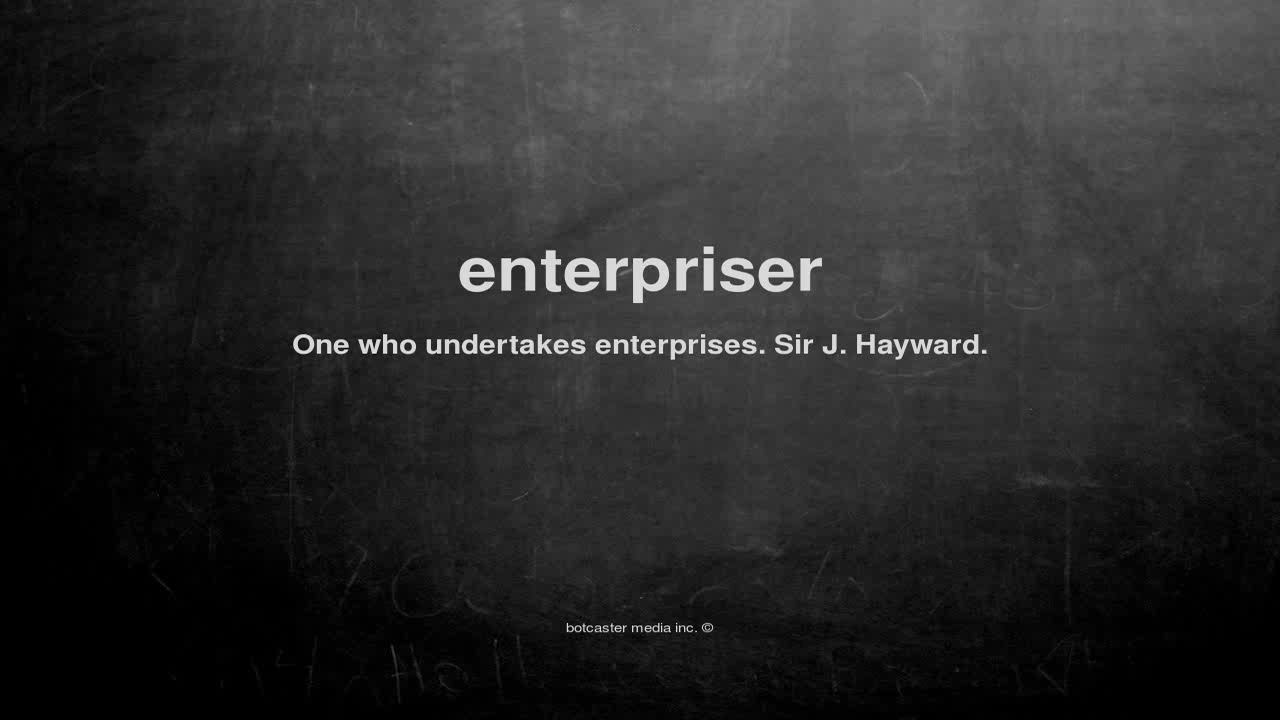 enterpriser
One who undertakes enterprises. Sir J. Hayward.
botcaster media inc. ©